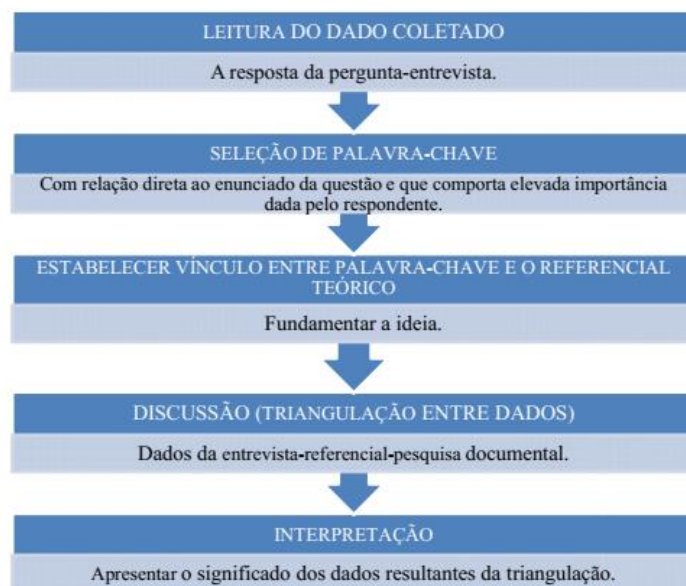 LEITURA DO DADO COLETADO
A resposta da pergunta-entrevista.
SELEÇÃO DE PALAVRA-CHAVE
Com relação direta ao enunciado da questão e que comporta elevada importância
dada pelo respondente.
ESTABELECER VÍNCULO ENTRE PALAVRA-CHAVE E O REFERENCIAL
TEÓRICO
Fundamentar a ideia.
DISCUSSÃO (TRIANGULAÇÃO ENTRE DADOS)
Dados da entrevista-referencial-pesquisa documental.
INTERPRETAÇÃO
Apresentar o significado dos dados resultantes da triangulação.